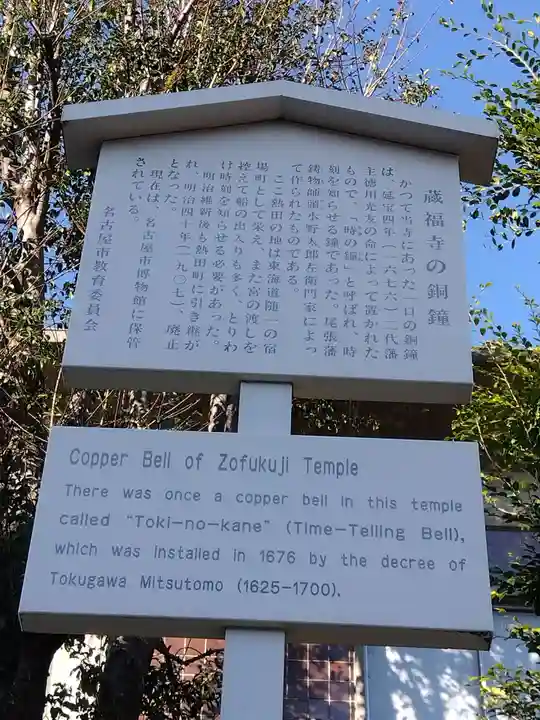 蔵福寺の銅鐘
かつて当寺にあった一口の銅鐘
は、延宝四年（一六七六）二代藩
主徳川光友の命によって置かれた
もので、「時の鐘」と呼ばれ、時
刻を知らせる鐘であった。尾張藩
鋳物師頭水野太郎左衛門家によっ
て作られたものである。
ここ熱田の地は東海道随一の宿
場町として栄え、また宮の渡しを
控えて船の出入りも多く、とりわ
け時刻を知らせる必要があった。
明治維新後も熱田町に引き継が
れ、明治四十年（一九〇七）、廃止
となった。
現在は、名古屋市博物館に保管
されている。
名古屋市教育委員会
Copper Bell of Zofukuji Temple
There was once a copper bell in this temple
called "Toki-no-kane" (Time-Telling Bell),
which was installed in 1676 by the decree of
Tokugawa Mitsutomo (1625-1700).